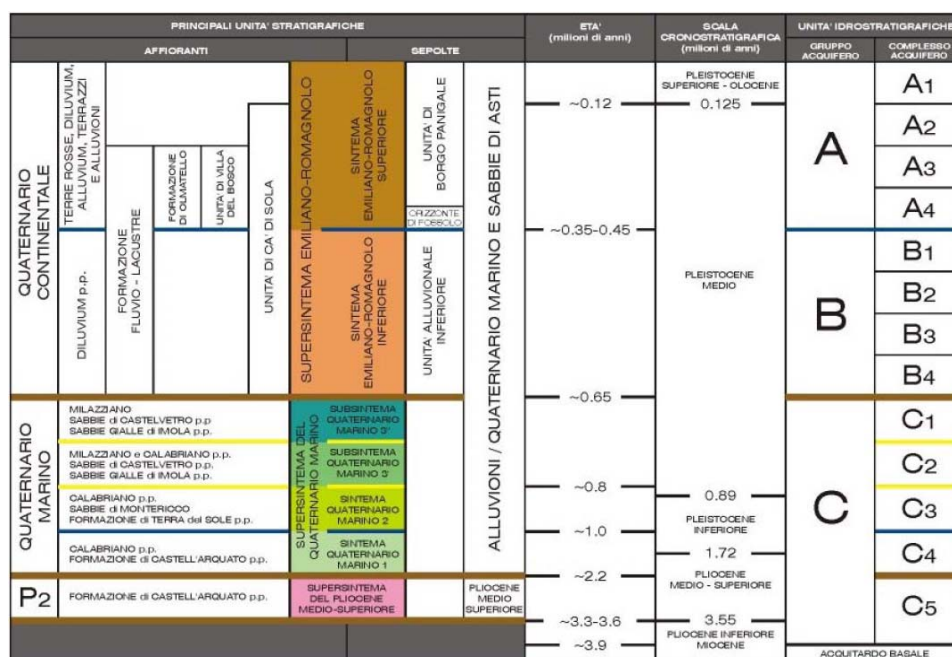 PRINCIPALI UNITA' STRATIGRAFICHE
AFFIORANTI
SEPOLTE
ETA'
(milioni di anni)
SCALA
CRONOSTRATIGRAFICA
(milioni di anni)
UNITA' IDROSTRATIGRAFICHE
GRUPPO
ACQUIFERO
COMPLESSO
ACQUIFERO
QUATERNARIO
CONTINENTALE
TERRE ROSSE, DILUVIUM,
ALLUVIUM, TERRAZZI
E ALLUVIONI
DILUVIUM p.p.
FORMAZIONE
FLUVIO - LACUSTRE
FORMAZIONE
DI OLMATELLO
UNITA' DI VILLA
DEL BOSCO
UNITA' DI CA' DI SOLA
SUPERSINTEMA EMILIANO-ROMAGNOLO
SINTEMA
EMILIANO-ROMAGNOLO
SUPERIORE
SINTEMA
EMILIANO-ROMAGNOLO
INFERIORE
UNITA' DI
BORGO PANIGALE
ORIZZONTE
DI FOSSOLO
UNITA' ALLUVIONALE
INFERIORE
ALLUVIONI / QUATERNARIO MARINO E SABBIE DI ASTI
QUATERNARIO
MARINO
MILAZZIANO
SABBIE di CASTELVETRO p.p
SABBIE GIALLE di IMOLA p.p.
MILAZZIANO e CALABRIANO p.p.
SABBIE di CASTELVETRO p.p.
SABBIE GIALLE di IMOLA p.p.
CALABRIANO p.p.
SABBIE di MONTERICCO
FORMAZIONE di TERRA del SOLE p.p.
CALABRIANO p.p.
FORMAZIONE di CASTELL'ARQUATO p.p.
SUPERSINTEMA DEL
QUATERNARIO MARINO
SUBSINTEMA
QUATERNARIO
MARINO 3"
SUBSINTEMA
QUATERNARIO
MARINO 3'
SINTEMA
QUATERNARIO
MARINO 2
SINTEMA
QUATERNARIO
MARINO 1
P2
FORMAZIONE di CASTELL'ARQUATO p.p.
SUPERSINTEMA
DEL PLIOCENE
MEDIO-SUPERIORE
PLIOCENE
MEDIO
SUPERIORE
~0.12
~0.35-0.45
~0.65
~0.8
~1.0
~2.2
~3.3-3.6
~3.9
PLEISTOCENE
SUPERIORE - OLOCENE
0.125
PLEISTOCENE
MEDIO
0.89
PLEISTOCENE
INFERIORE
1.72
PLIOCENE
MEDIO - SUPERIORE
3.55
PLIOCENE INFERIORE
MIOCENE
A
B
C
A1
A2
A3
A4
B1
B2
B3
B4
C1
C2
C3
C4
C5
ACQUITARDO BASALE